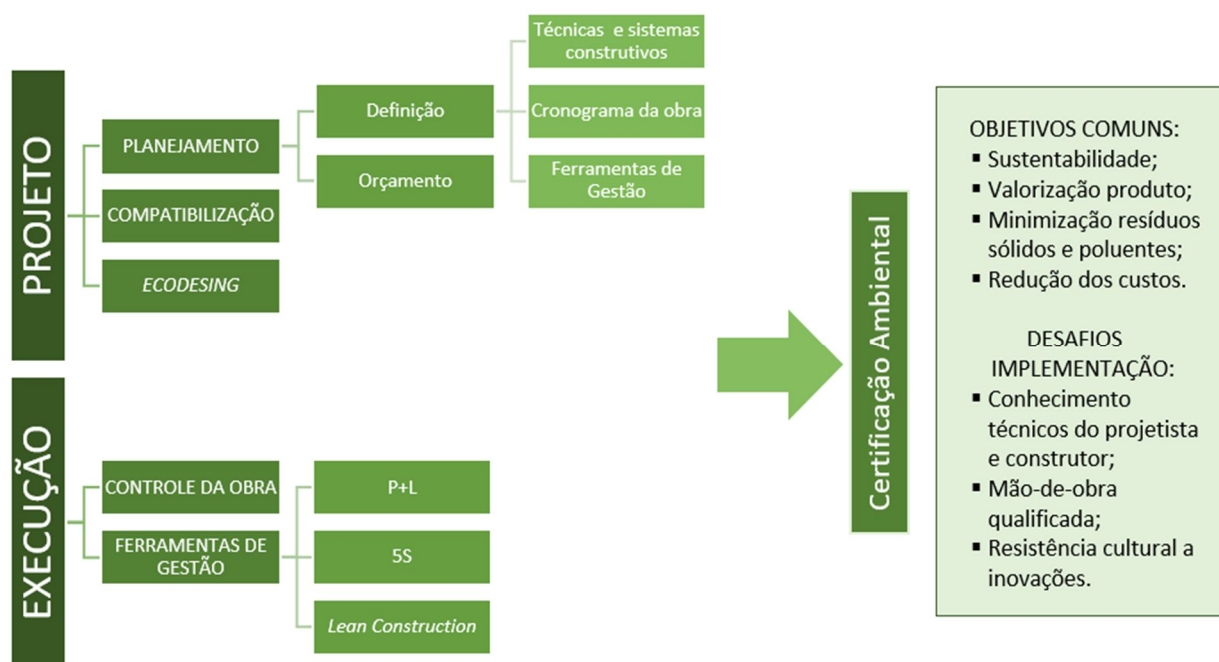 PROJETO
PLANEJAMENTO
COMPATIBILIZAÇÃO
ECODESING
Definição
Orçamento
Técnicas e sistemas
construtivos
Cronograma da obra
Ferramentas de
Gestão
EXECUÇÃO
CONTROLE DA OBRA
FERRAMENTAS DE
GESTÃO
P+L
5S
Lean Construction
Certificação Ambiental
OBJETIVOS COMUNS:
▪ Sustentabilidade;
▪ Valorização produto;
▪ Minimização resíduos
sólidos e poluentes;
▪ Redução dos custos.
DESAFIOS
IMPLEMENTAÇÃO:
▪ Conhecimento
técnicos do projetista
e construtor;
▪ Mão-de-obra
qualificada;
▪ Resistência cultural a
inovações.